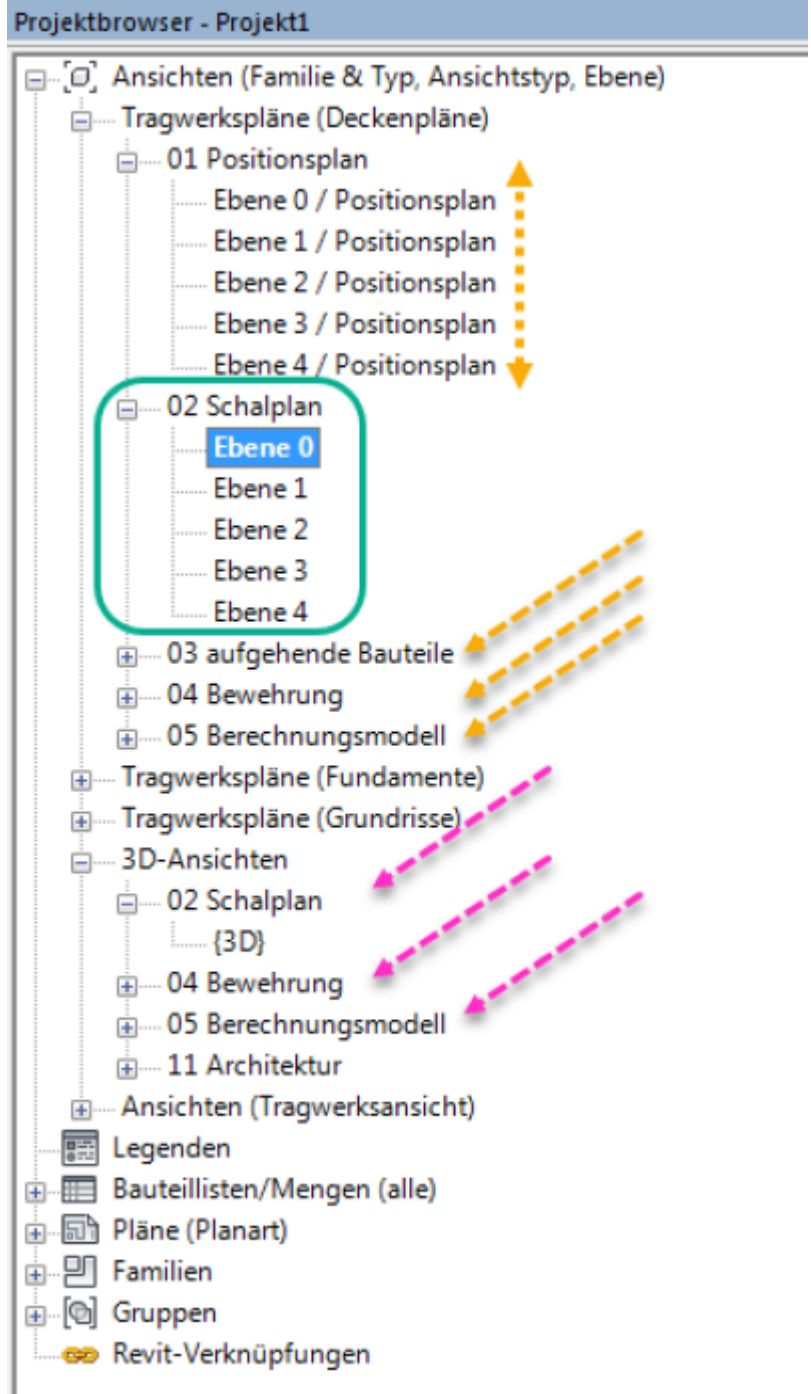 Projektbrowser - Projekt1
Ansichten (Familie & Typ, Ansichtstyp, Ebene)
Tragwerkspläne (Deckenpläne)
01 Positionsplan
Ebene 0 / Positionsplan
Ebene 1 / Positionsplan
Ebene 2 / Positionsplan
Ebene 3 / Positionsplan
Ebene 4 / Positionsplan
02 Schalplan
Ebene 0
Ebene 1
Ebene 2
Ebene 3
Ebene 4
03 aufgehende Bauteile
04 Bewehrung
05 Berechnungsmodell
Tragwerkspläne (Fundamente)
Tragwerkspläne (Grundrisse)
3D-Ansichten
02 Schalplan
{3D}
04 Bewehrung
05 Berechnungsmodell
11 Architektur
Ansichten (Tragwerksansicht)
Legenden
Bauteillisten/Mengen (alle)
Pläne (Planart)
Familien
Gruppen
Revit-Verknüpfungen